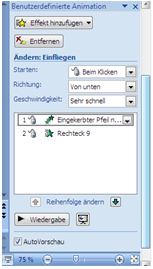 Benutzerdefinierte Animation
Effekt hinzufügen
Entfernen
Ändern: Einfliegen
Starten: Beim Klicken
Richtung: Von unten
Geschwindigkeit: Sehr schnell
1 Eingekerbter Pfeil n...
2 Rechteck 9
Reihenfolge ändern
Wiedergabe
AutoVorschau
75 %